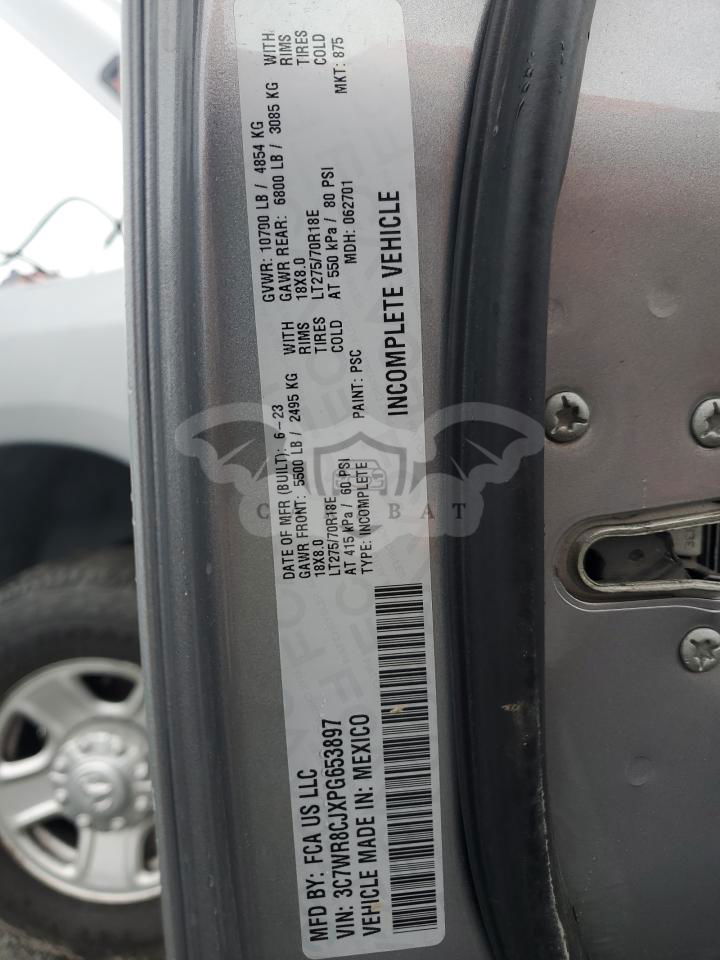 MFD BY: FCA US LLC
DATE OF MFR (BUILT): 6-23
GVWR: 10700 LB / 4854 KG
VIN: 3C7WR8CJXPG653897
GAWR FRONT: 5500 LB / 2495 KG WITH
GAWR REAR: 6800 LB / 3085 KG WITH
VEHICLE MADE IN: MEXICO
18X8.0 RIMS
18X8.0 RIMS
LT275/70R18E TIRES
LT275/70R18E TIRES
AT 415 kPa / 60 PSI COLD
AT 550 kPa / 80 PSI COLD
TYPE: INCOMPLETE
PAINT: PSC
MDH: 062701
MKT: 875
INCOMPLETE VEHICLE